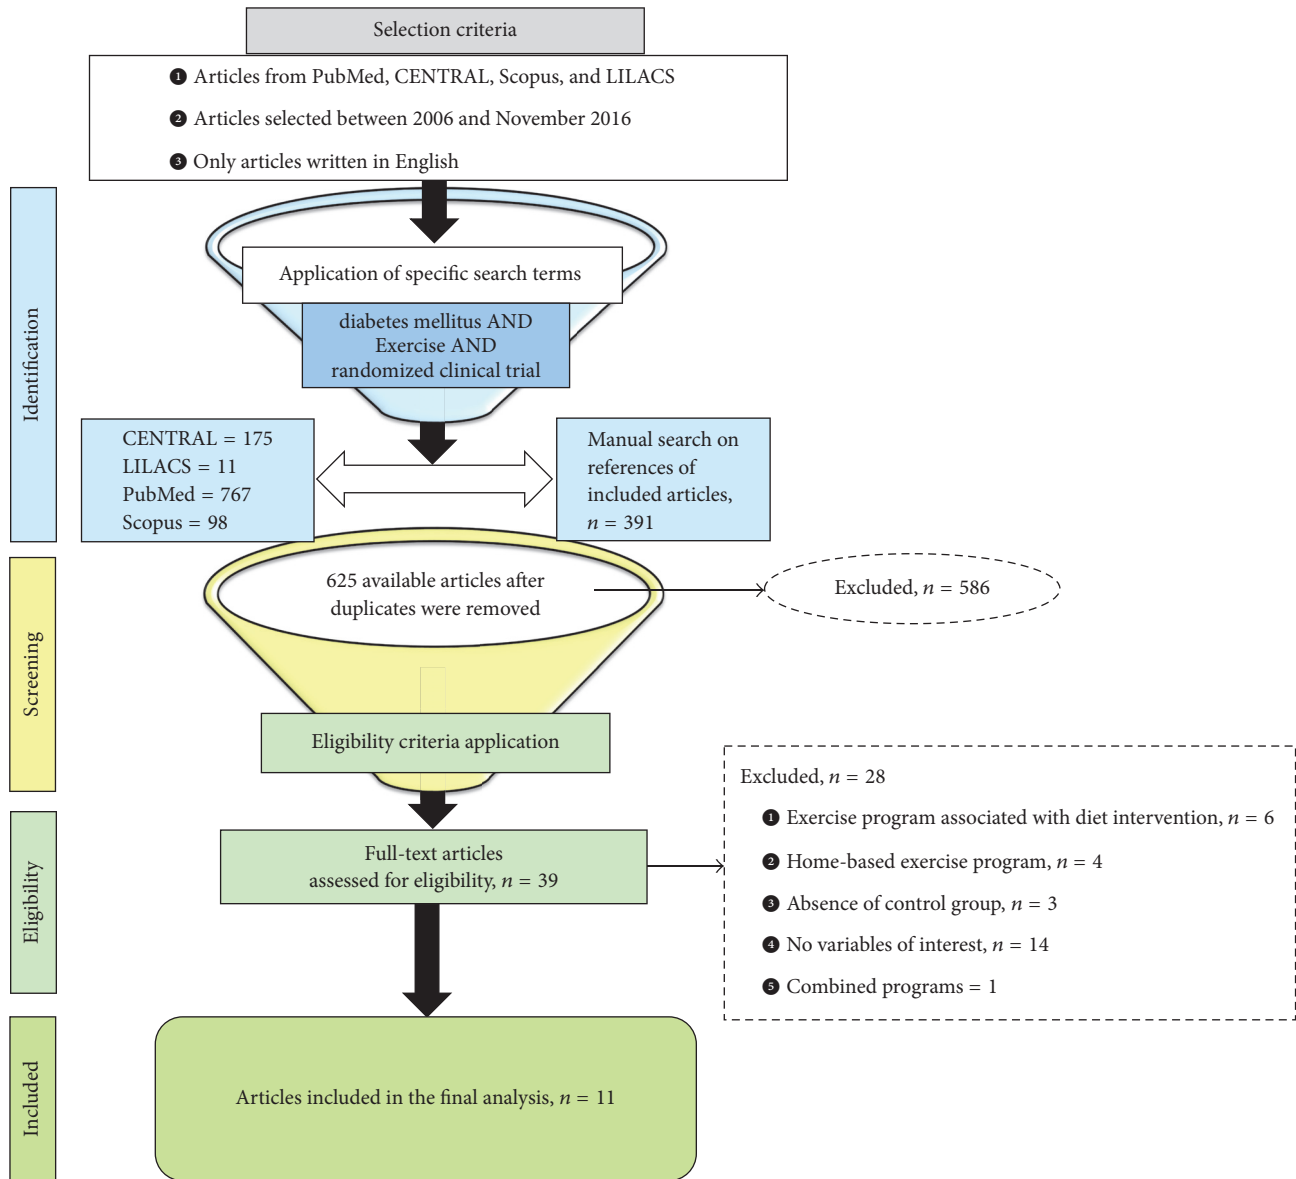 Selection criteria
❶ Articles from PubMed, CENTRAL, Scopus, and LILACS
❷ Articles selected between 2006 and November 2016
❸ Only articles written in English
Identification
Application of specific search terms
diabetes mellitus AND
Exercise AND
randomized clinical trial
CENTRAL = 175
LILACS = 11
PubMed = 767
Scopus = 98
Manual search on
references of
included articles,
n = 391
Screening
625 available articles after
duplicates were removed
Excluded, n = 586
Eligibility criteria application
Eligibility
Full-text articles
assessed for eligibility, n = 39
Excluded, n = 28
❶ Exercise program associated with diet intervention, n = 6
❷ Home-based exercise program, n = 4
❸ Absence of control group, n = 3
❹ No variables of interest, n = 14
❺ Combined programs = 1
Included
Articles included in the final analysis, n = 11